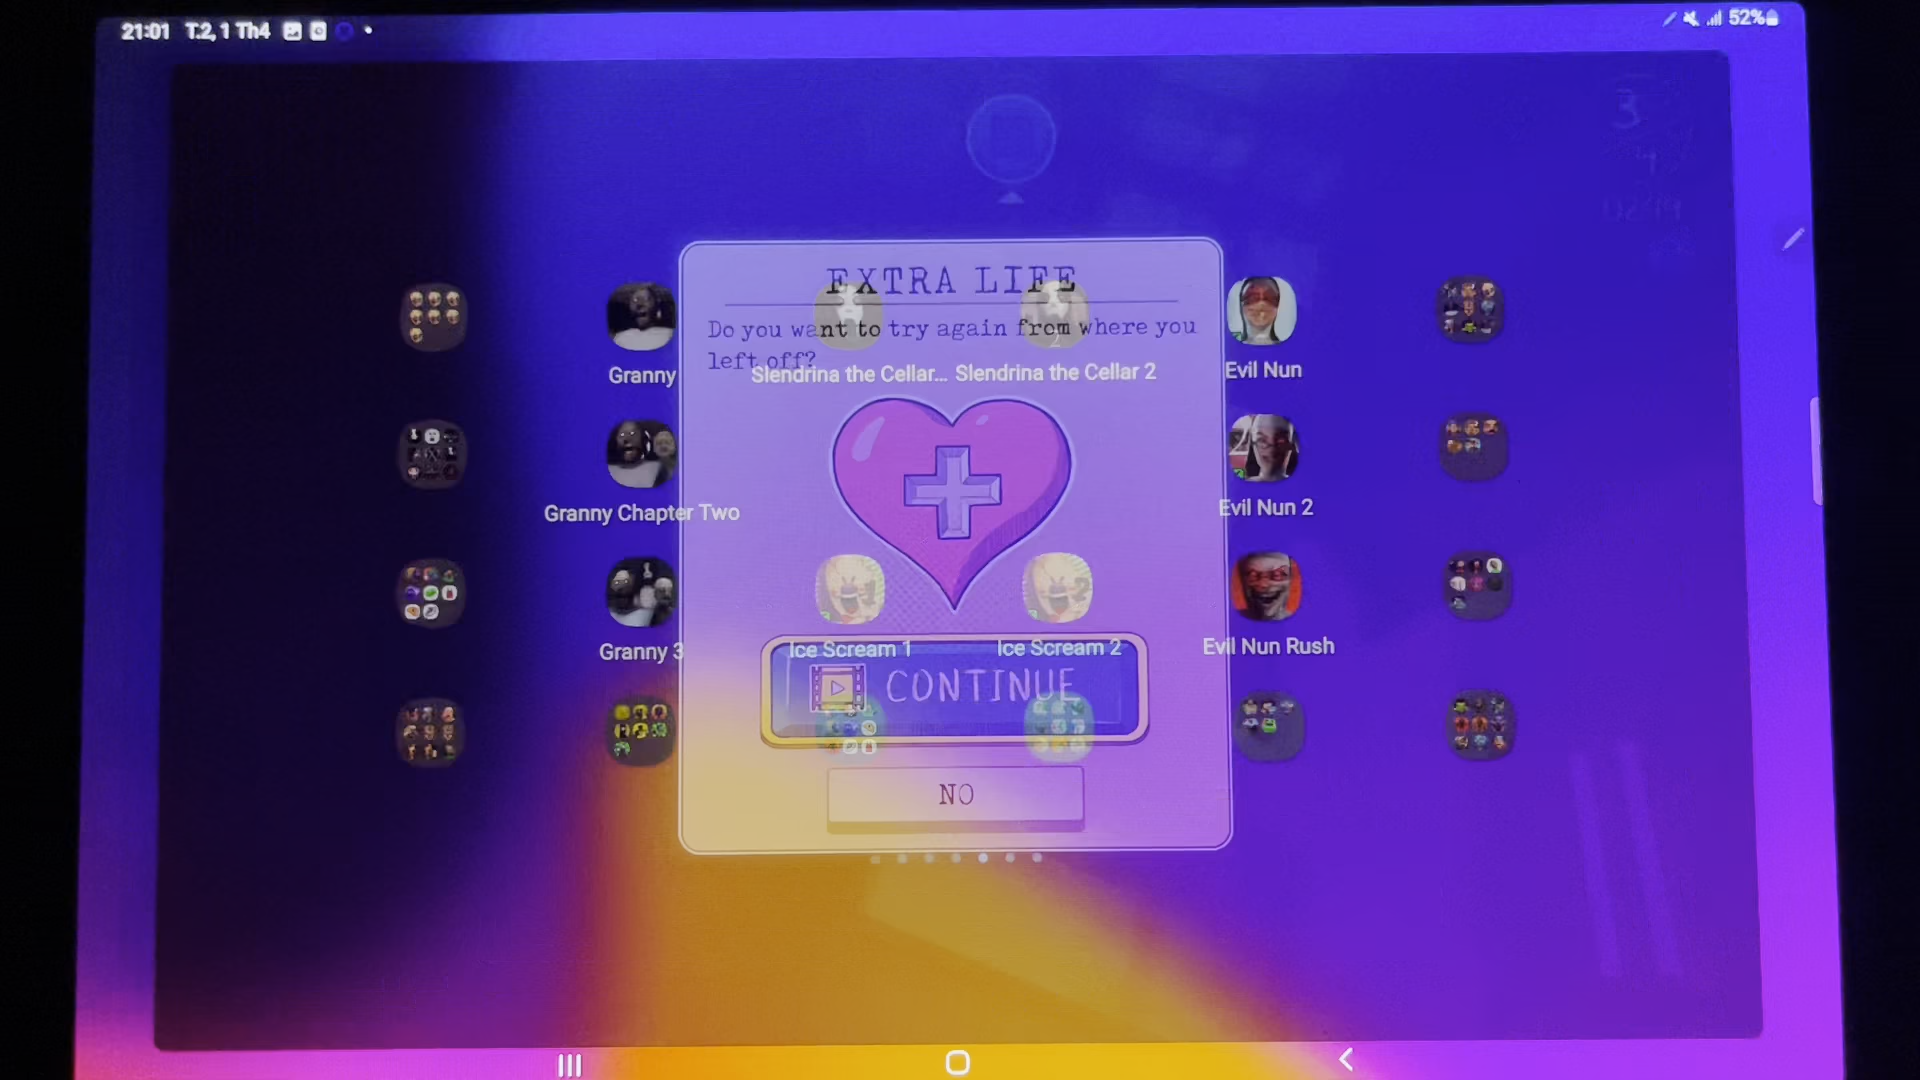 21:01 T.2, 1 Th4
52%
EXTRA LIFE
Do you want to try again from where you
left off?
Granny
Slendrina the Cellar...
Slendrina the Cellar 2
Evil Nun
Granny Chapter Two
Evil Nun 2
Granny 3
Ice Scream 1
Ice Scream 2
Evil Nun Rush
CONTINUE
NO